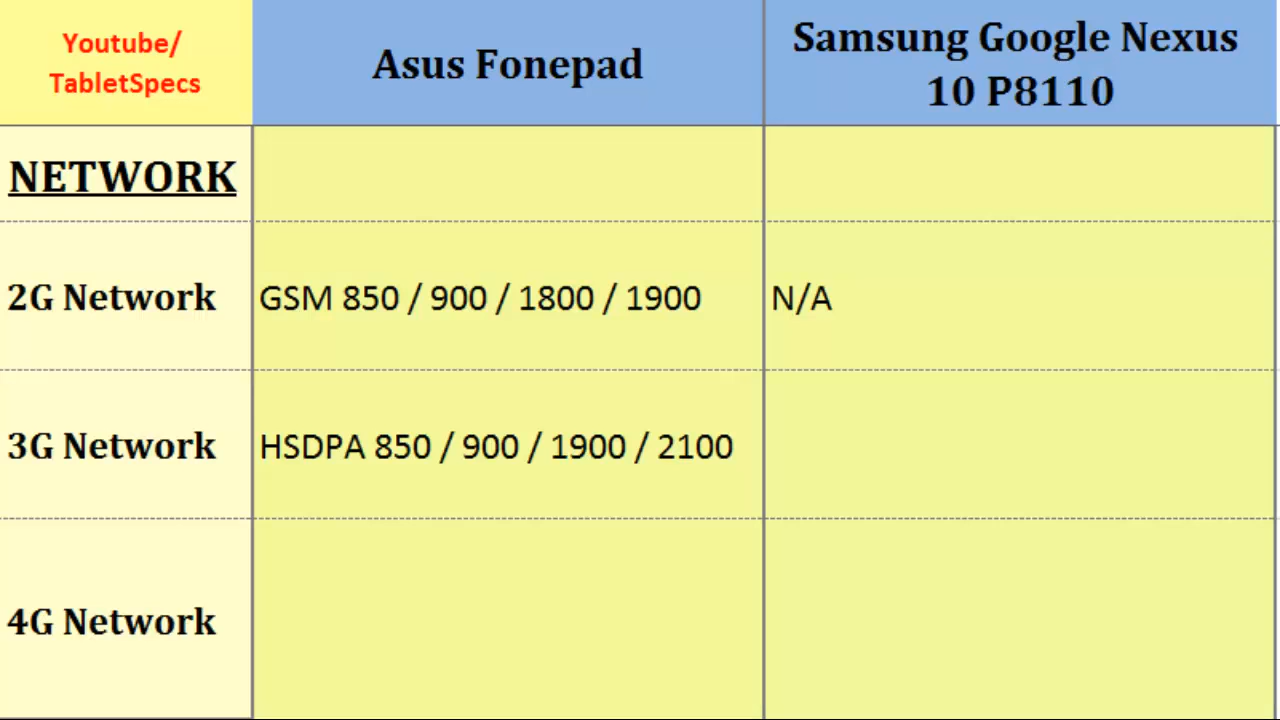 Youtube/
TabletSpecs
Asus Fonepad
Samsung Google Nexus
10 P8110
NETWORK
2G Network
GSM 850 / 900 / 1800 / 1900
N/A
3G Network
HSDPA 850 / 900 / 1900 / 2100
4G Network